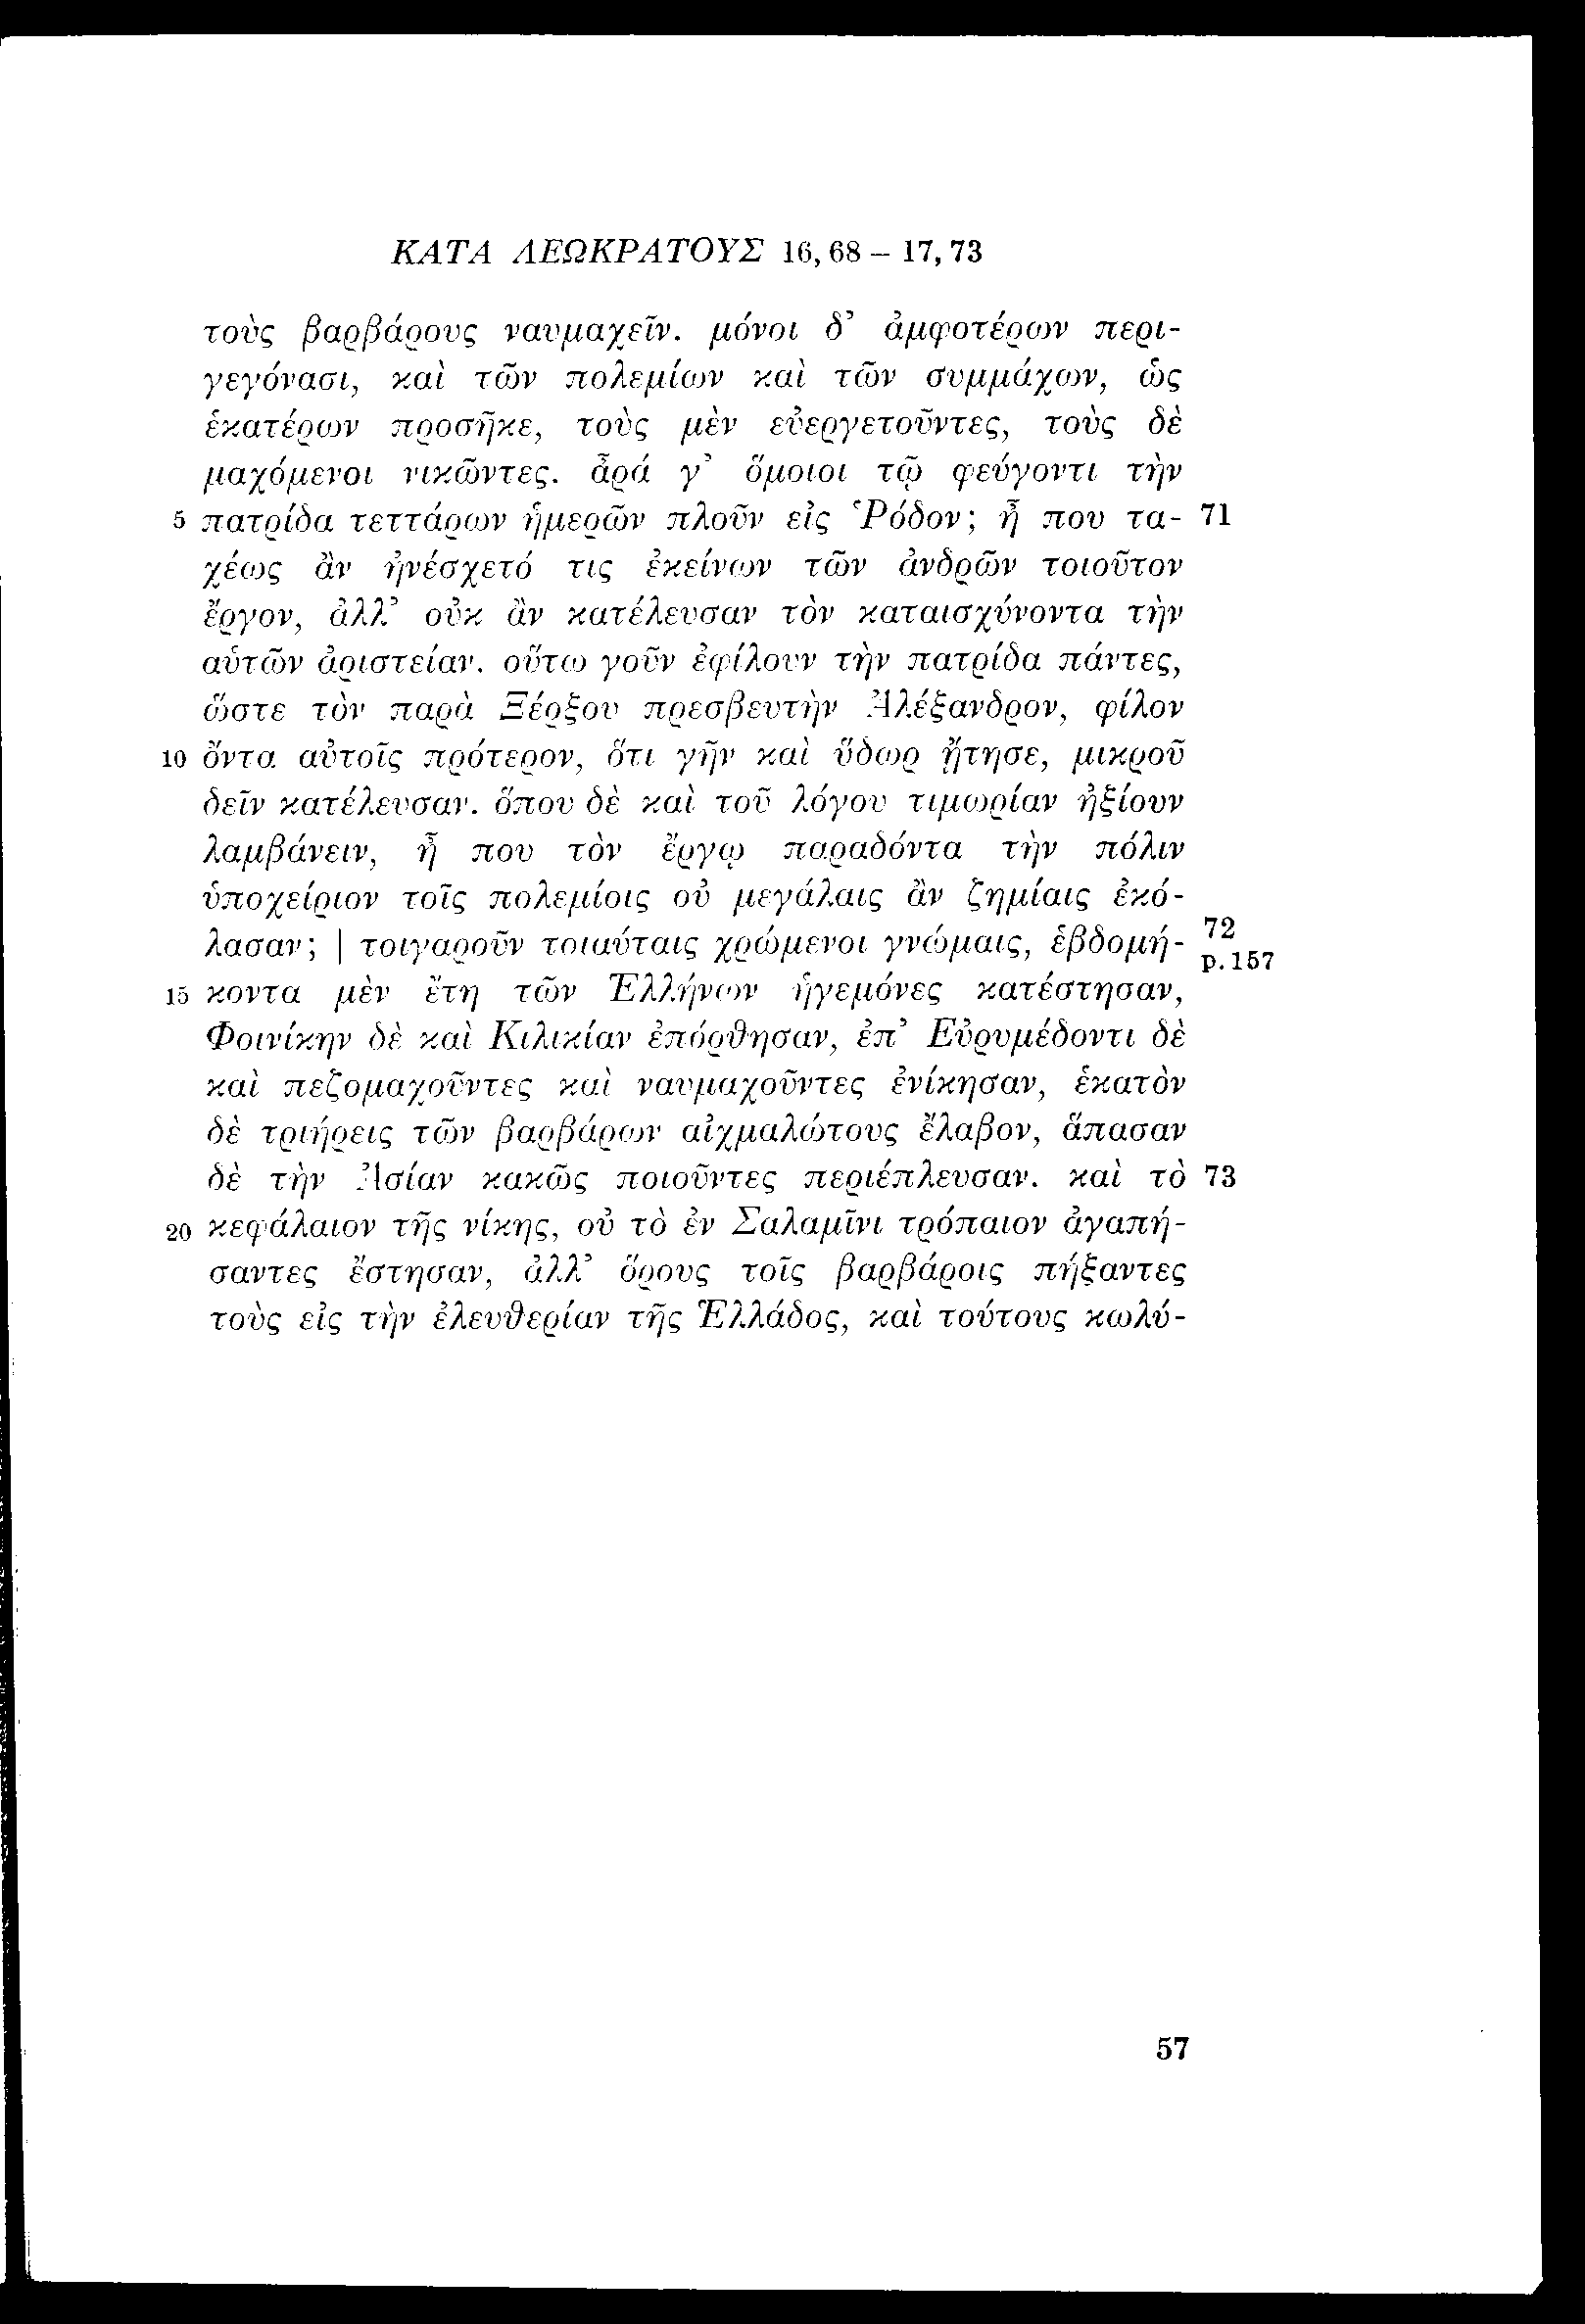 ΚΑΤΑ ΛΕΩΚΡΑΤΟΥΣ 16, 68 – 17, 73
τοὺς βαρβάρους ναυμαχεῖν. μόνοι δ’ ἀμφοτέρων περι-
γεγόνασι, καὶ τῶν πολεμίων καὶ τῶν συμμάχων, ὡς
ἑκατέρων προσῆκε, τοὺς μὲν εὐεργετοῦντες, τοὺς δὲ
μαχόμενοι νικῶντες. ἆρά γ’ ὅμοιοι τῷ φεύγοντι τὴν
5 πατρίδα τεττάρων ἡμερῶν πλοῦν εἰς Ῥόδον; ἦ που τα- 71
χέως ἂν ἠνέσχετό τις ἐκείνων τῶν ἀνδρῶν τοιοῦτον
ἔργον, ἀλλ’ οὐκ ἂν κατέλευσαν τὸν καταισχύνοντα τὴν
αὑτῶν ἀριστείαν. οὕτω γοῦν ἐφίλουν τὴν πατρίδα πάντες,
ὥστε τὸν παρὰ Ξέρξου πρεσβευτὴν Ἀλέξανδρον, φίλον
10 ὄντα αὐτοῖς πρότερον, ὅτι γῆν καὶ ὕδωρ ᾔτησε, μικροῦ
δεῖν κατέλευσαν. ὅπου δὲ καὶ τοῦ λόγου τιμωρίαν ἠξίουν
λαμβάνειν, ἦ που τὸν ἔργῳ παραδόντα τὴν πόλιν
ὑποχείριον τοῖς πολεμίοις οὐ μεγάλαις ἂν ζημίαις ἐκό-
λασαν; | τοιγαροῦν τοιαύταις χρώμενοι γνώμαις, ἑβδομή- 72 p. 157
15 κοντα μὲν ἔτη τῶν Ἑλλήνων ἡγεμόνες κατέστησαν,
Φοινίκην δὲ καὶ Κιλικίαν ἐπόρθησαν, ἐπ’ Εὐρυμέδοντι δὲ
καὶ πεζομαχοῦντες καὶ ναυμαχοῦντες ἐνίκησαν, ἑκατὸν
δὲ τριήρεις τῶν βαρβάρων αἰχμαλώτους ἔλαβον, ἅπασαν
δὲ τὴν Ἀσίαν κακῶς ποιοῦντες περιέπλευσαν. καὶ τὸ 73
20 κεφάλαιον τῆς νίκης, οὐ τὸ ἐν Σαλαμῖνι τρόπαιον ἀγαπή-
σαντες ἔστησαν, ἀλλ’ ὅρους τοῖς βαρβάροις πήξαντες
τοὺς εἰς τὴν ἐλευθερίαν τῆς Ἑλλάδος, καὶ τούτους κωλύ-
57